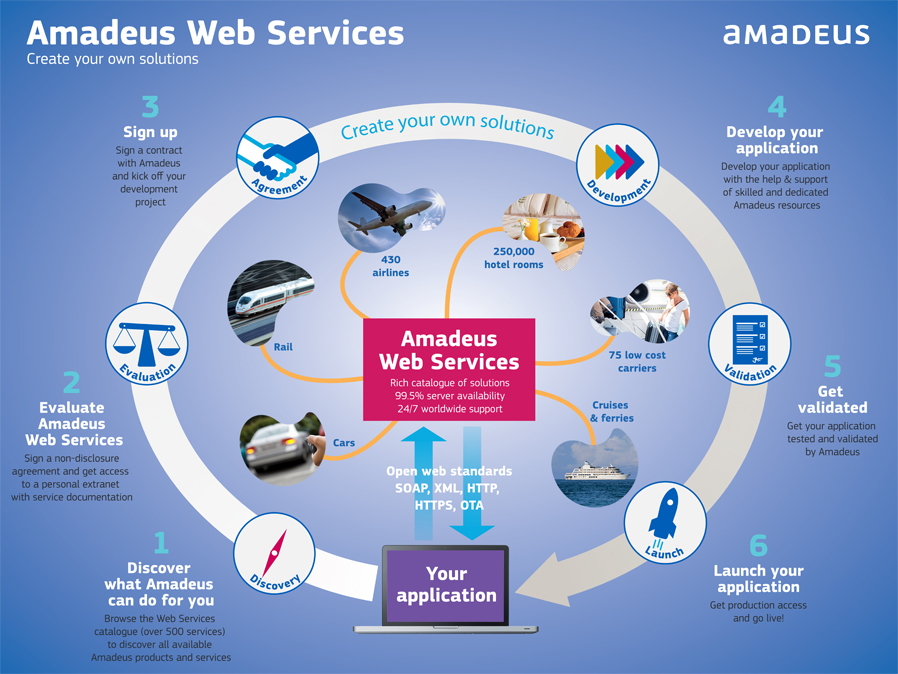 Amadeus Web Services
Create your own solutions
amadeus
3
Sign up
Sign a contract
with Amadeus
and kick off your
development
project
Agreement
Create your own solutions
Development
4
Develop your
application
Develop your application
with the help & support
of skilled and dedicated
Amadeus resources
430
airlines
250,000
hotel rooms
Rail
75 low cost
carriers
Amadeus
Web Services
Rich catalogue of solutions
99.5% server availability
24/7 worldwide support
Evaluation
2
Evaluate
Amadeus
Web Services
Sign a non-disclosure
agreement and get access
to a personal extranet
with service documentation
Validation
5
Get
validated
Get your application
tested and validated
by Amadeus
Cars
Cruises
& ferries
Open web standards
SOAP, XML, HTTP,
HTTPS, OTA
1
Discover
what Amadeus
can do for you
Browse the Web Services
catalogue (over 500 services)
to discover all available
Amadeus products and services
Discovery
Your
application
Launch
6
Launch your
application
Get production access
and go live!